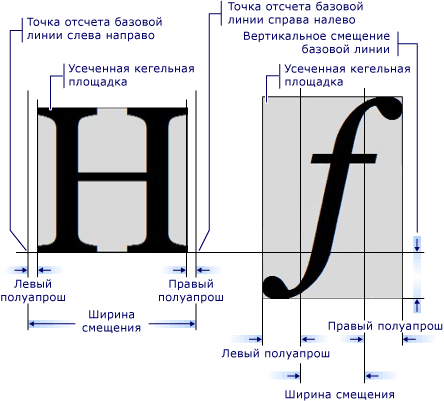 Точка отсчета базовой
линии слева направо
Точка отсчета базовой
линии справа налево
Вертикальное смещение
базовой линии
Усеченная кегельная
площадка
Усеченная кегельная
площадка
H
f
Левый
полуапрош
Правый
полуапрош
Ширина
смещения
Правый полуапрош
Левый полуапрош
Ширина смещения